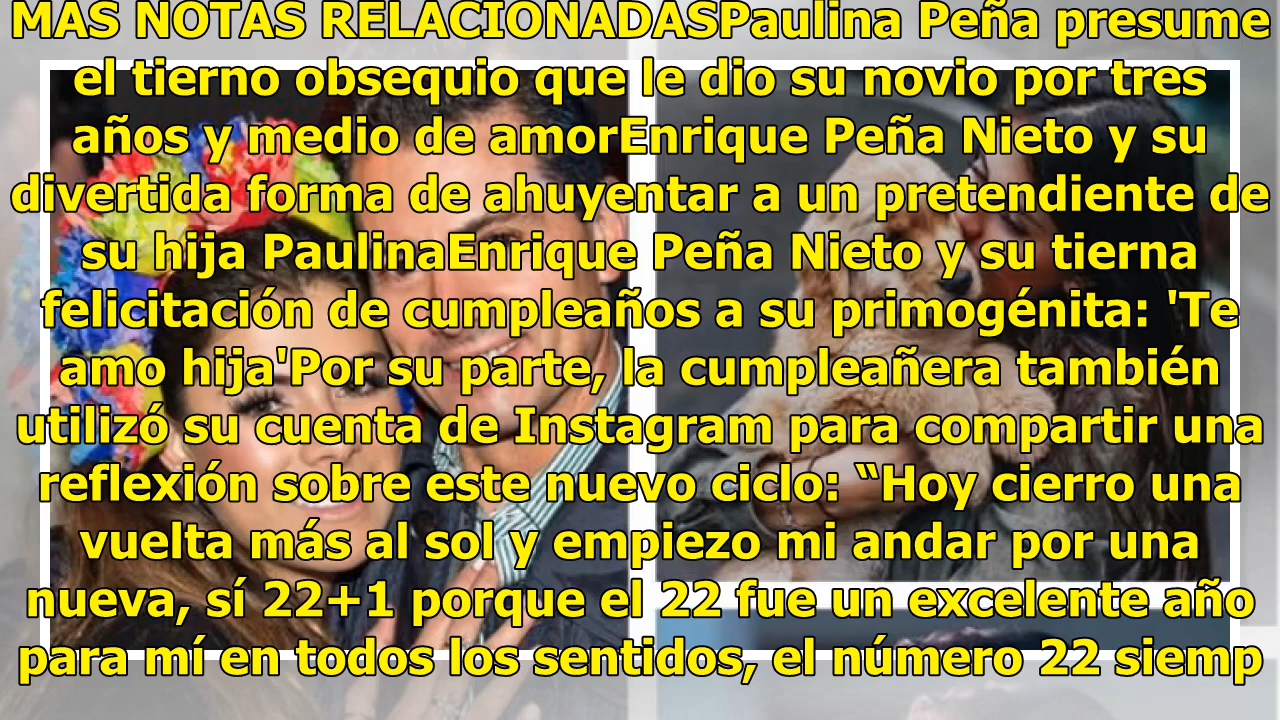 MAS NOTAS RELACIONADASPaulina Peña presume
el tierno obsequio que le dio su novio por tres
años y medio de amorEnrique Peña Nieto y su
divertida forma de ahuyentar a un pretendiente de
su hija PaulinaEnrique Peña Nieto y su tierna
felicitación de cumpleaños a su primogénita: 'Te
amo hija'Por su parte, la cumpleañera también
utilizó su cuenta de Instagram para compartir una
reflexión sobre este nuevo ciclo: “Hoy cierro una
vuelta más al sol y empiezo mi andar por una
nueva, sí 22+1 porque el 22 fue un excelente año
para mí en todos los sentidos, el número 22 siemp